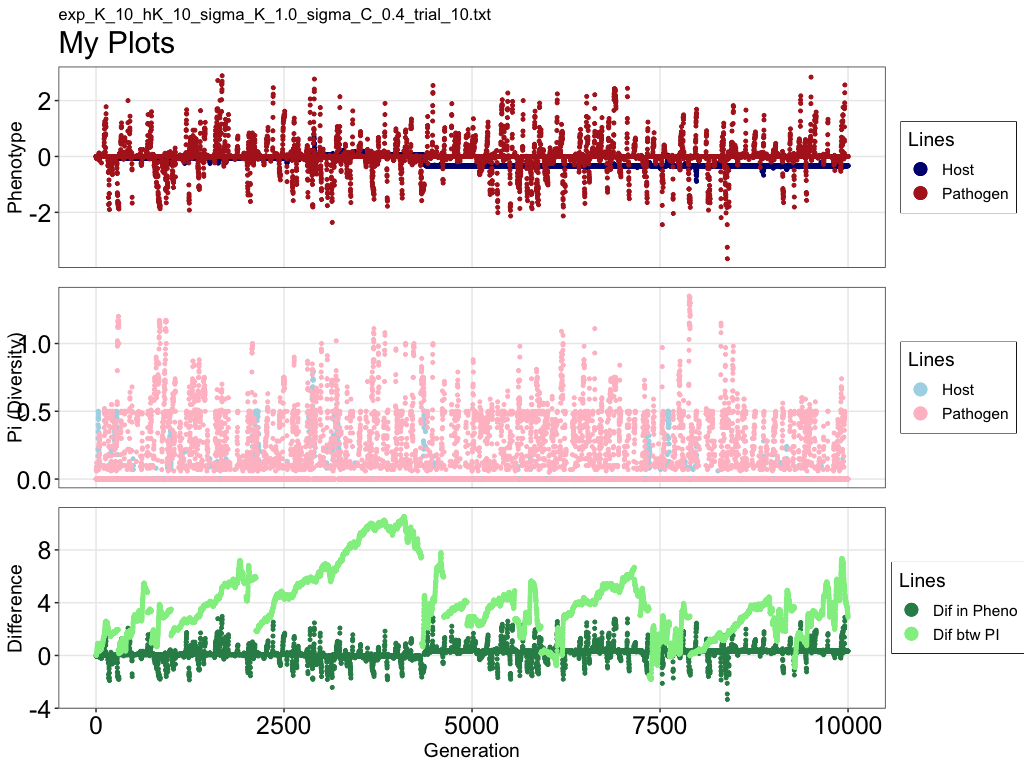 exp_K_10_hK_10_sigma_K_1.0_sigma_C_0.4_trial_10.txt
My Plots
Phenotype
2
0
-2
Lines
Host
Pathogen
Pi (Diversity)
1.0
0.5
0.0
Lines
Host
Pathogen
Difference
8
4
0
-4
Lines
Dif in Pheno
Dif btw PI
0 2500 5000 7500 10000
Generation